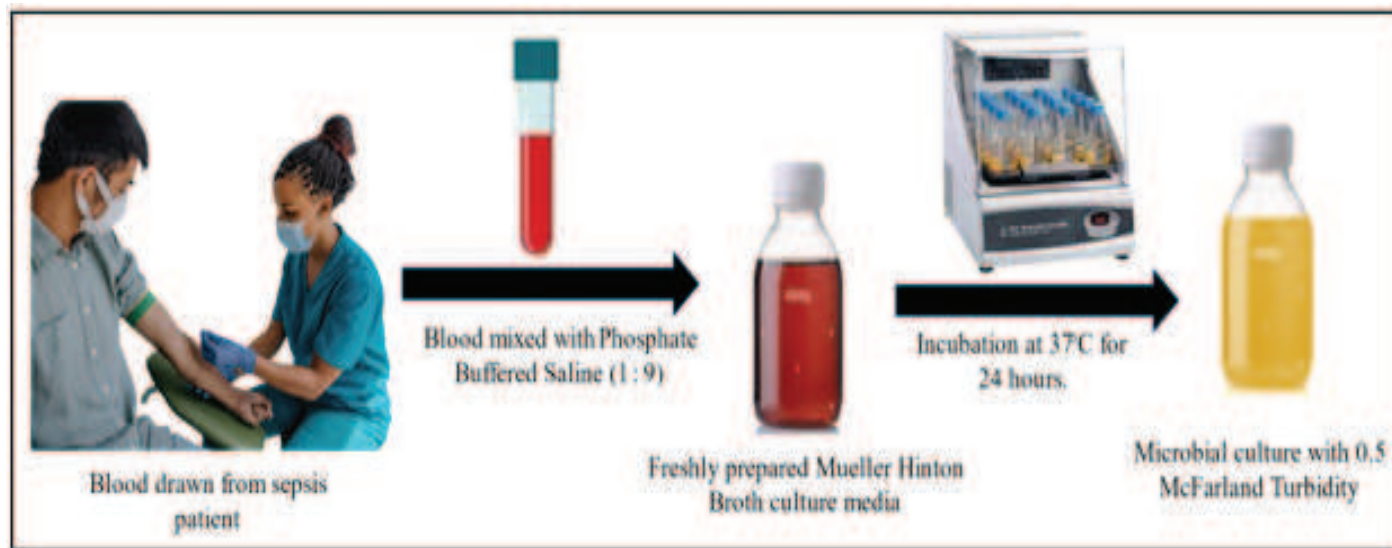 Blood drawn from sepsis
patient
Blood mixed with Phosphate
Buffered Saline (1 : 9)
Freshly prepared Mueller Hinton
Broth culture media
Incubation at 37°C for
24 hours.
Microbial culture with 0.5
McFarland Turbidity